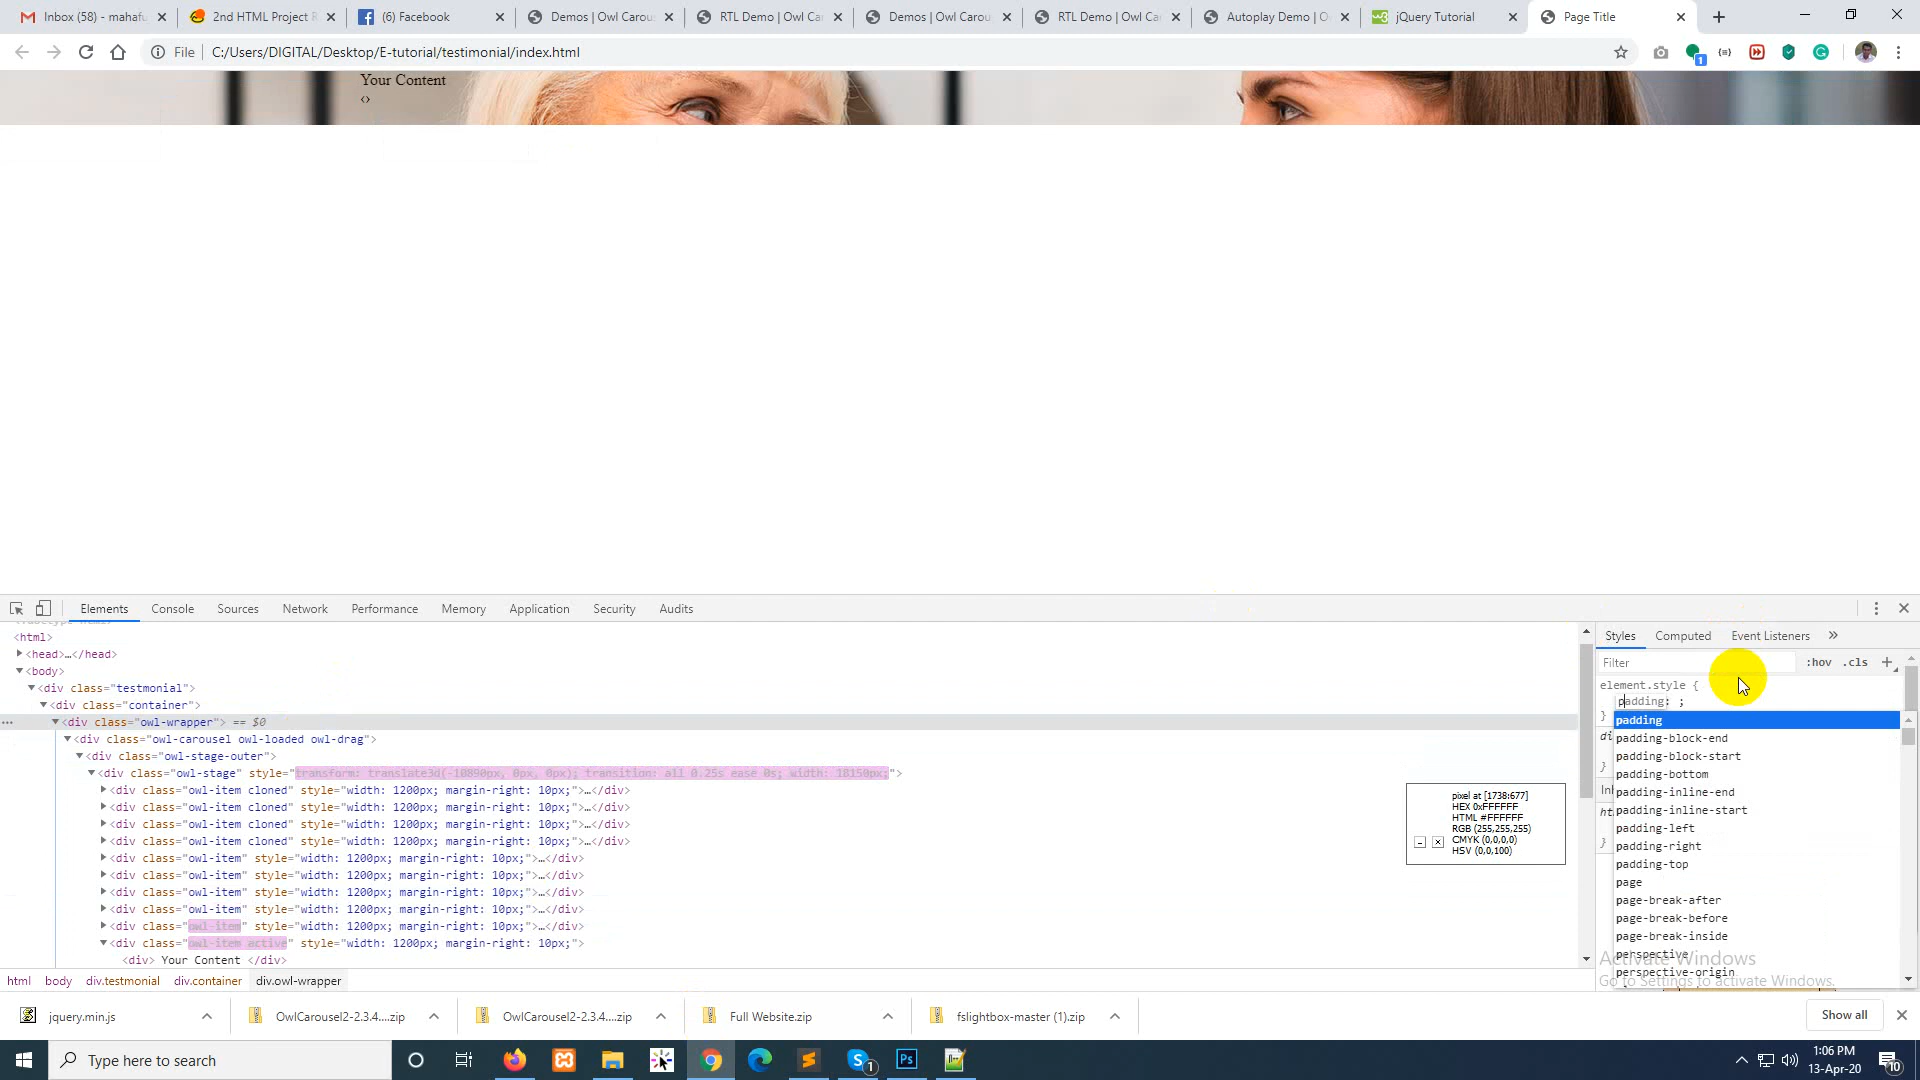 Inbox (58) - mahafu
2nd HTML Project R
(6) Facebook
Demos | Owl Carous
RTL Demo | Owl Ca
Demos | Owl Carou
RTL Demo | Owl Ca
Autoplay Demo | O
jQuery Tutorial
Page Title
File C:/Users/DIGITAL/Desktop/E-tutorial/testimonial/index.html
1
Your Content
‹›
Elements Console Sources Network Performance Memory Application Security Audits
<html>
<head>…</head>
<body>
<div class="testmonial">
<div class="container">
<div class="owl-wrapper"> == $0
<div class="owl-carousel owl-loaded owl-drag">
<div class="owl-stage-outer">
<div class="owl-stage" style="transform: translate3d(-10890px, 0px, 0px); transition: all 0.25s ease 0s; width: 18150px;">
<div class="owl-item cloned" style="width: 1200px; margin-right: 10px;">…</div>
<div class="owl-item cloned" style="width: 1200px; margin-right: 10px;">…</div>
<div class="owl-item cloned" style="width: 1200px; margin-right: 10px;">…</div>
<div class="owl-item cloned" style="width: 1200px; margin-right: 10px;">…</div>
<div class="owl-item" style="width: 1200px; margin-right: 10px;">…</div>
<div class="owl-item" style="width: 1200px; margin-right: 10px;">…</div>
<div class="owl-item" style="width: 1200px; margin-right: 10px;">…</div>
<div class="owl-item" style="width: 1200px; margin-right: 10px;">…</div>
<div class="owl-item" style="width: 1200px; margin-right: 10px;">…</div>
<div class="owl-item active" style="width: 1200px; margin-right: 10px;">
<div> Your Content </div>
html body div.testmonial div.container div.owl-wrapper
pixel at [1738:677]
HEX 0xFFFFFF
HTML #FFFFFF
RGB (255,255,255)
CMYK (0,0,0,0)
HSV (0,0,100)
Styles Computed Event Listeners »
Filter :hov .cls +
element.style {
padding: ;
}
di
}
Inh
ht
}
padding
padding-block-end
padding-block-start
padding-bottom
padding-inline-end
padding-inline-start
padding-left
padding-right
padding-top
page
page-break-after
page-break-before
page-break-inside
perspective
perspective-origin
Activate Windows
Go to Settings to activate Windows.
jquery.min.js
OwlCarousel2-2.3.4....zip
OwlCarousel2-2.3.4....zip
Full Website.zip
fslightbox-master (1).zip
Show all
Type here to search
S 1
Ps
1:06 PM
13-Apr-20
10